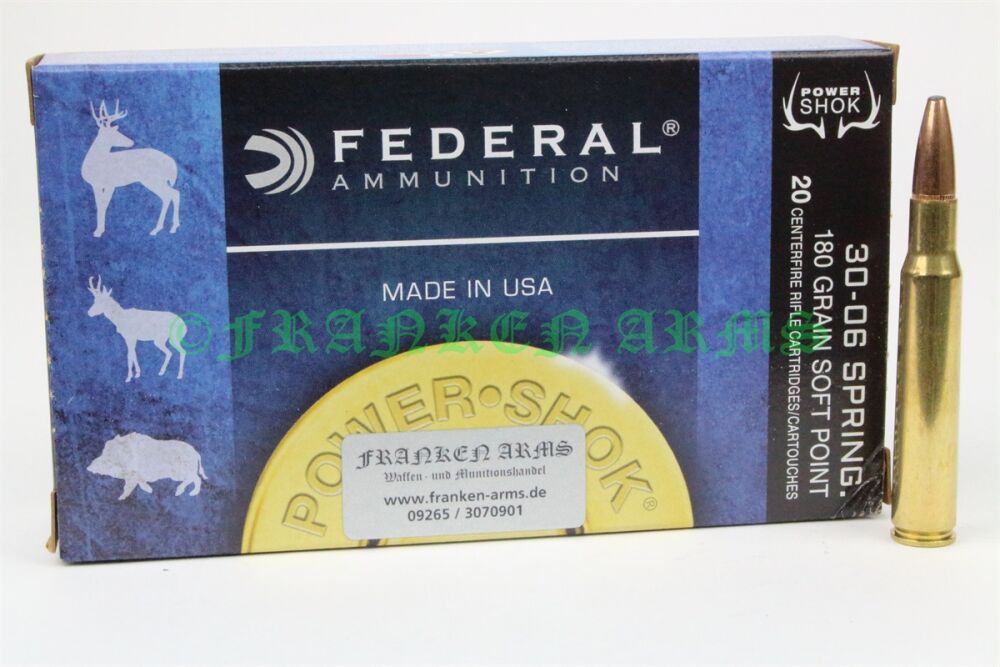 FEDERAL®
AMMUNITION
MADE IN USA
©FRANKEN ARMS
POWER•SHOK®
FRANKEN ARMS
Waffen- und Munitionshandel
www.franken-arms.de
09265 / 3070901
POWER
SHOK
30-06 SPRING.
180 GRAIN SOFT POINT
20 CENTERFIRE RIFLE CARTRIDGES/CARTOUCHES